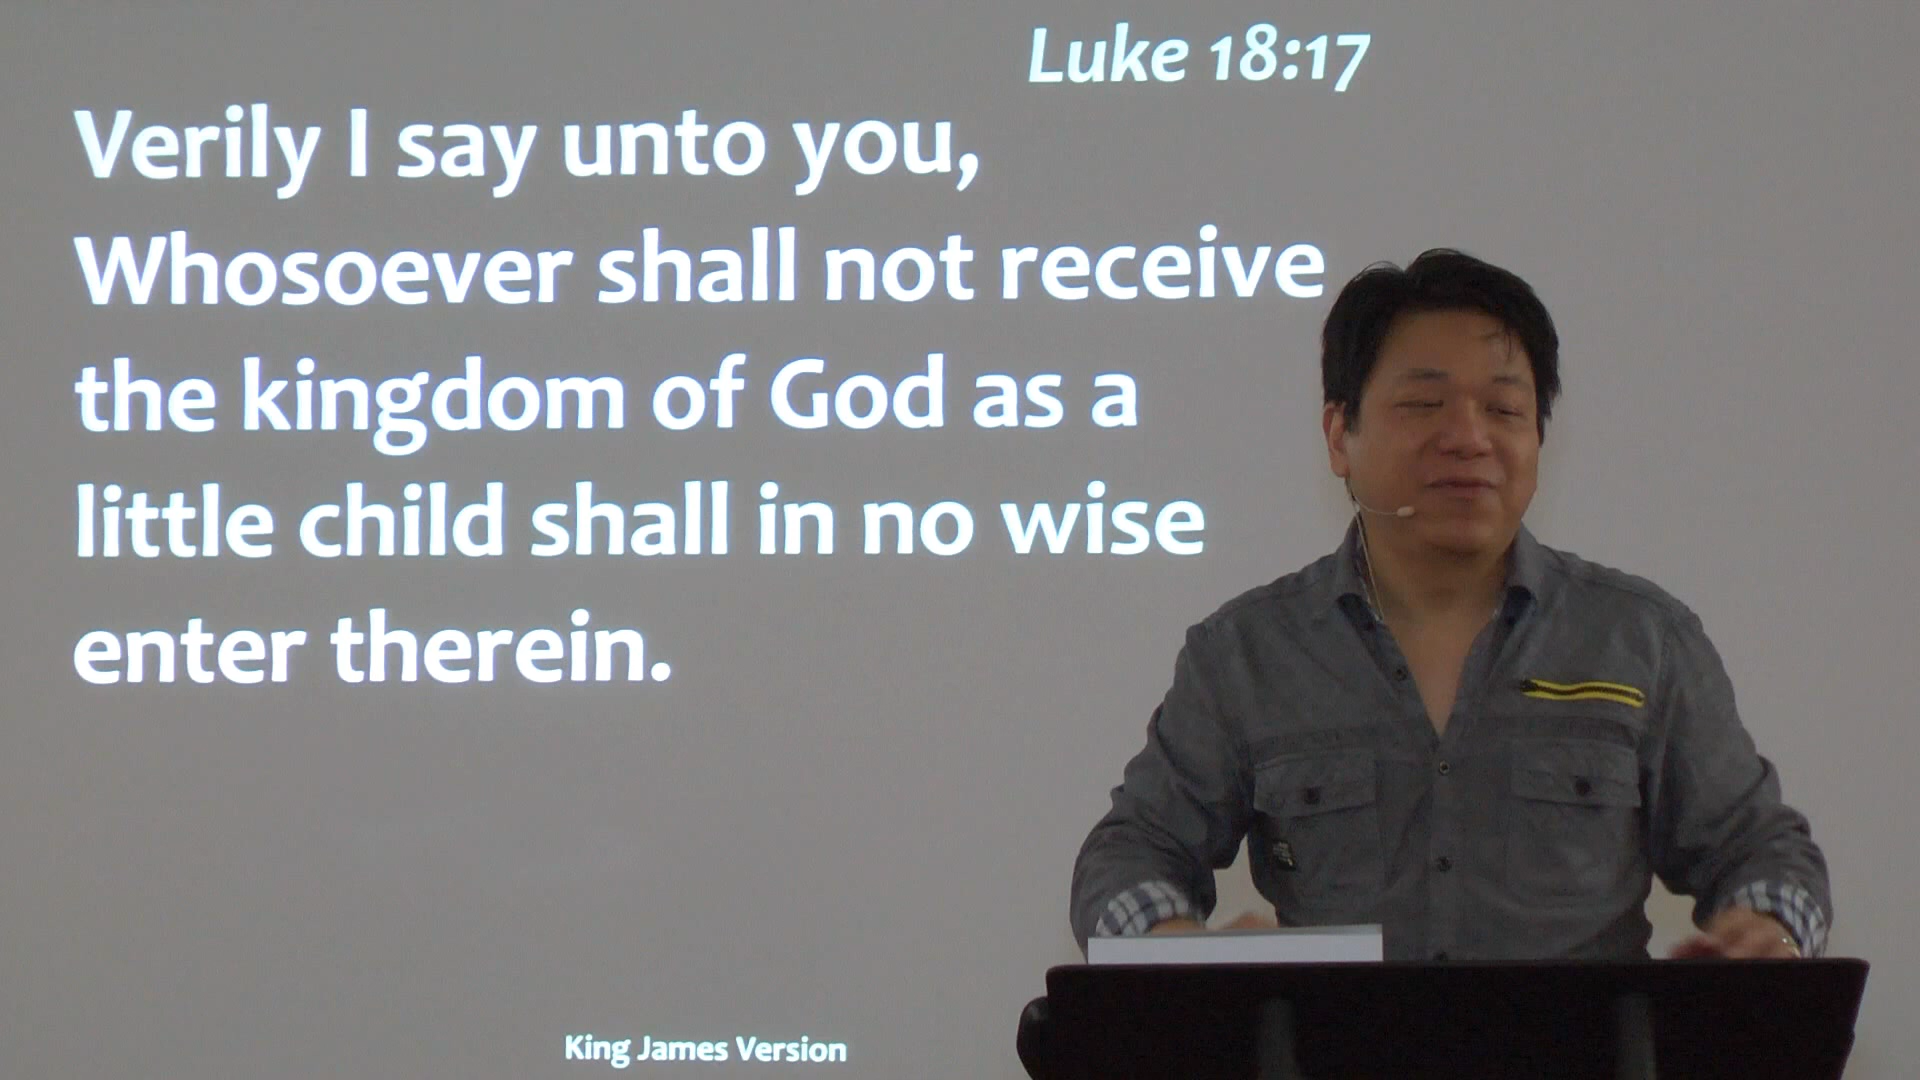 Luke 18:17
Verily I say unto you,
Whosoever shall not receive
the kingdom of God as a
little child shall in no wise
enter therein.
King James Version